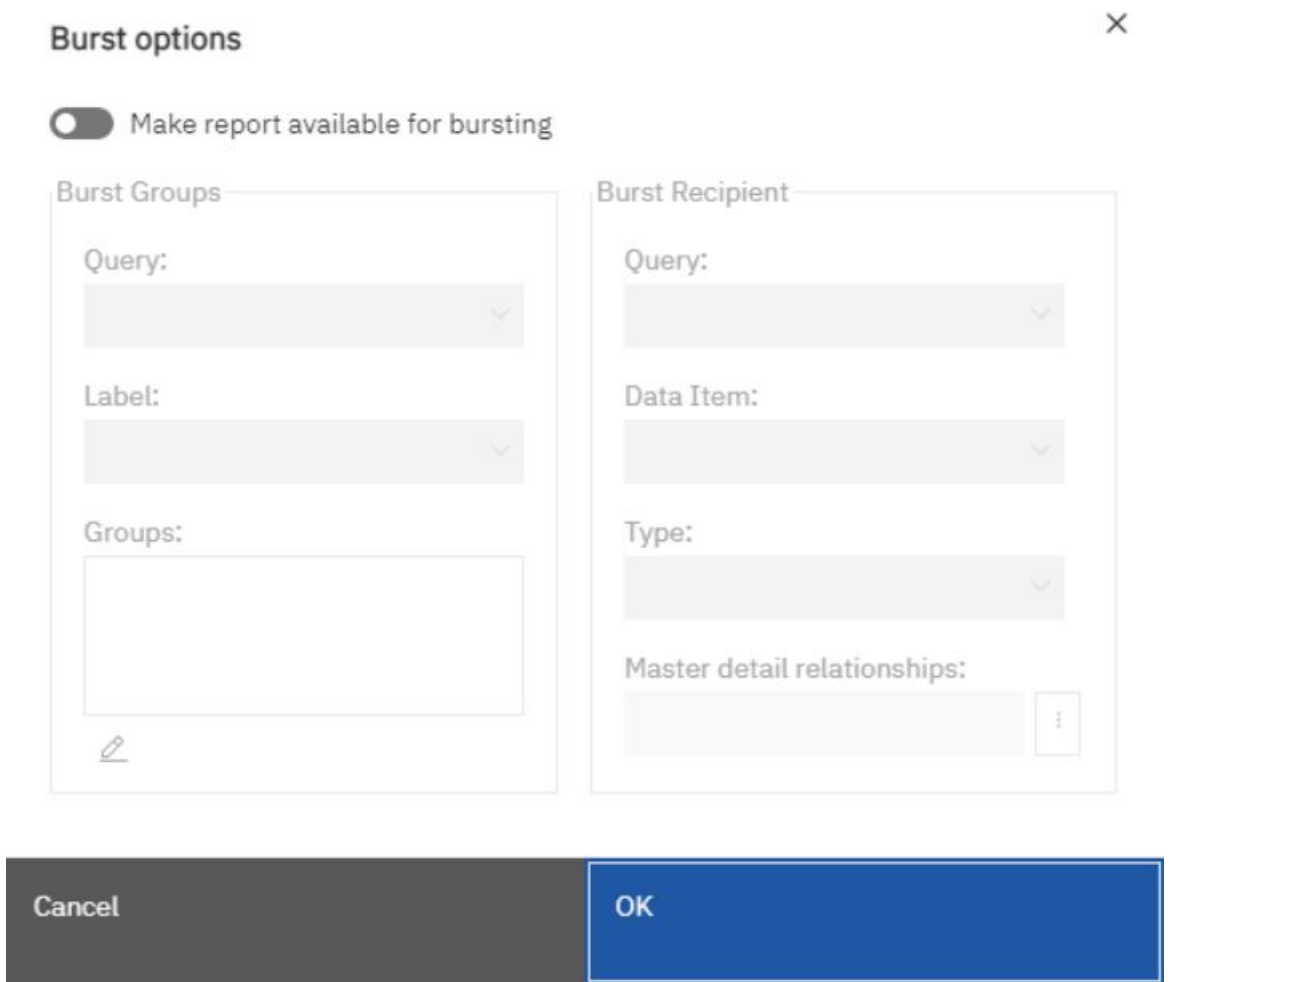 Burst options
Make report available for bursting
Burst Groups
Query:
Label:
Groups:
Burst Recipient
Query:
Data Item:
Type:
Master detail relationships:
Cancel
OK